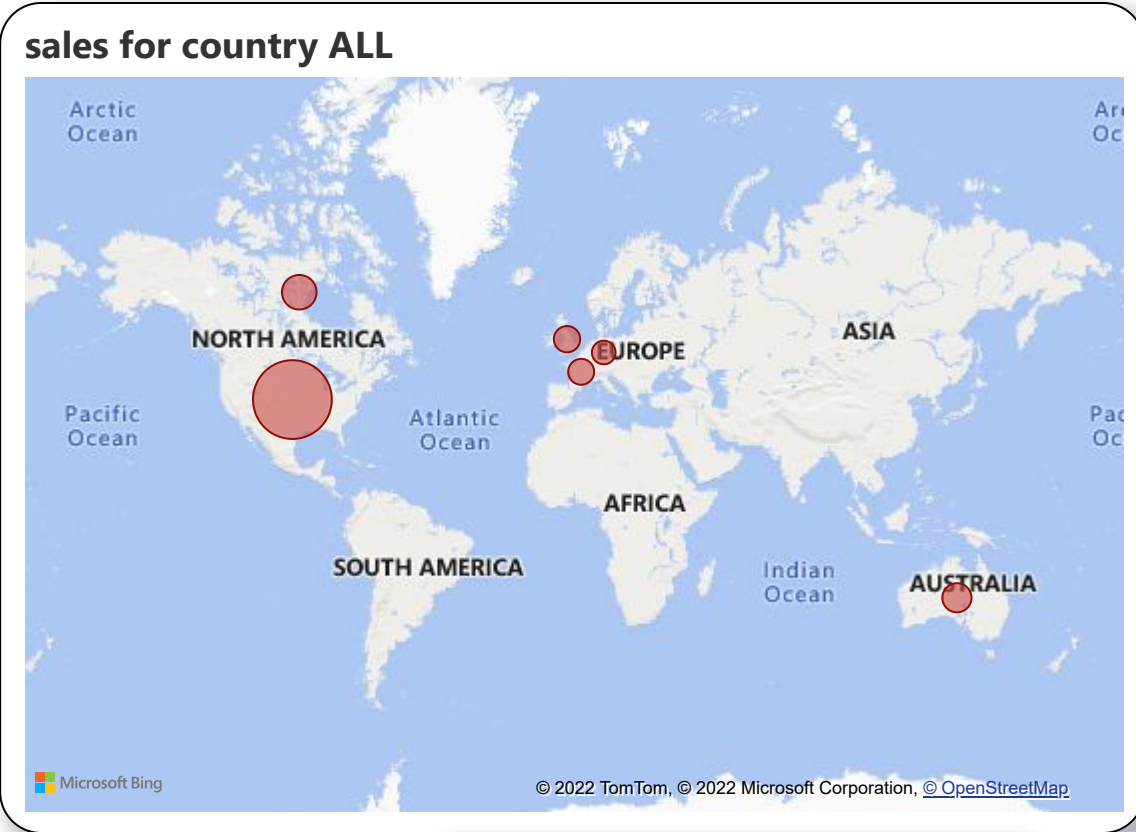 sales for country ALL
Arctic
Ocean
Ar
Oc
NORTH AMERICA
EUROPE
ASIA
Pacific
Ocean
Atlantic
Ocean
Pac
Oc
AFRICA
SOUTH AMERICA
Indian
Ocean
AUSTRALIA
Microsoft Bing
© 2022 TomTom, © 2022 Microsoft Corporation, © OpenStreetMap